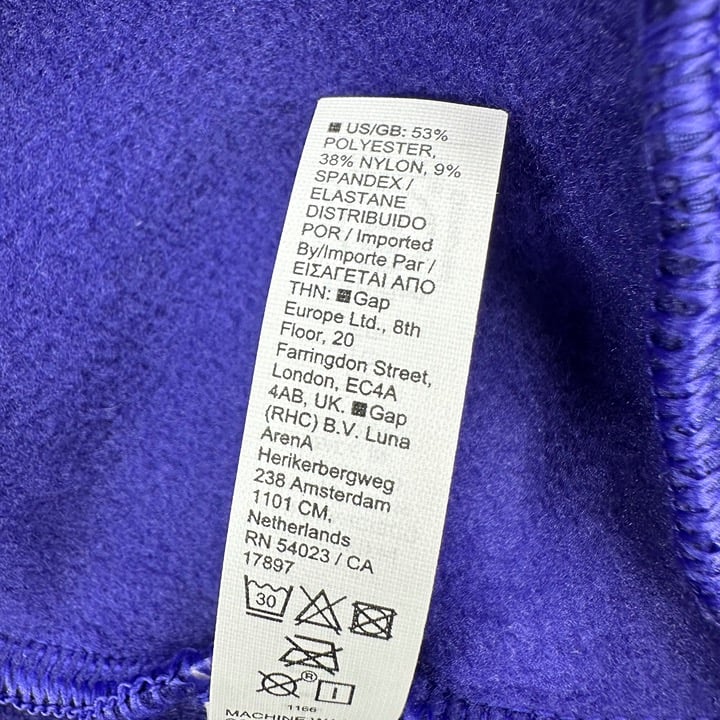 US/GB: 53%
POLYESTER,
38% NYLON, 9%
SPANDEX /
ELASTANE
DISTRIBUIDO
POR / Imported
By/Importe Par /
ΕΙΣΑΓΕΤΑΙ ΑΠΟ
ΤΗΝ: Gap
Europe Ltd., 8th
Floor, 20
Farringdon Street,
London, EC4A
4AB, UK. Gap
(RHC) B.V. Luna
ArenA
Herikerbergweg
238 Amsterdam
1101 CM,
Netherlands
RN 54023 / CA
17897
30
®
1166
MACHINE